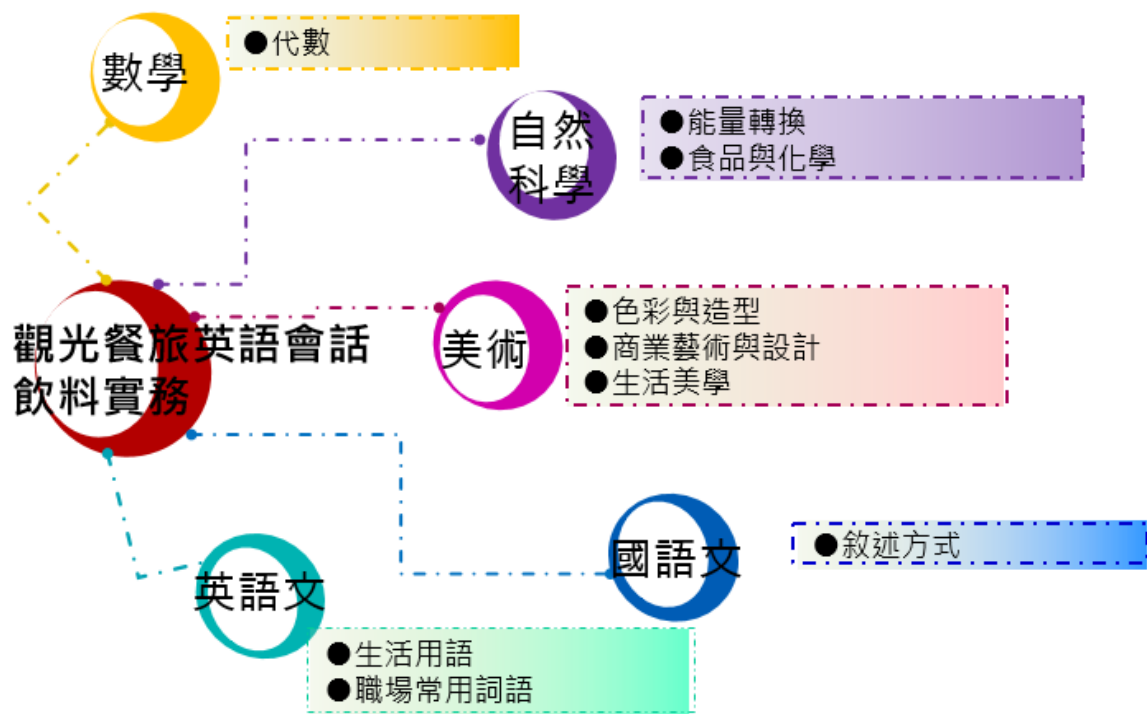 數學
●代數
自然
科學
●能量轉換
●食品與化學
觀光餐旅英語會話
飲料實務
美術
●色彩與造型
●商業藝術與設計
●生活美學
國語文
●敘述方式
英語文
●生活用語
●職場常用詞語